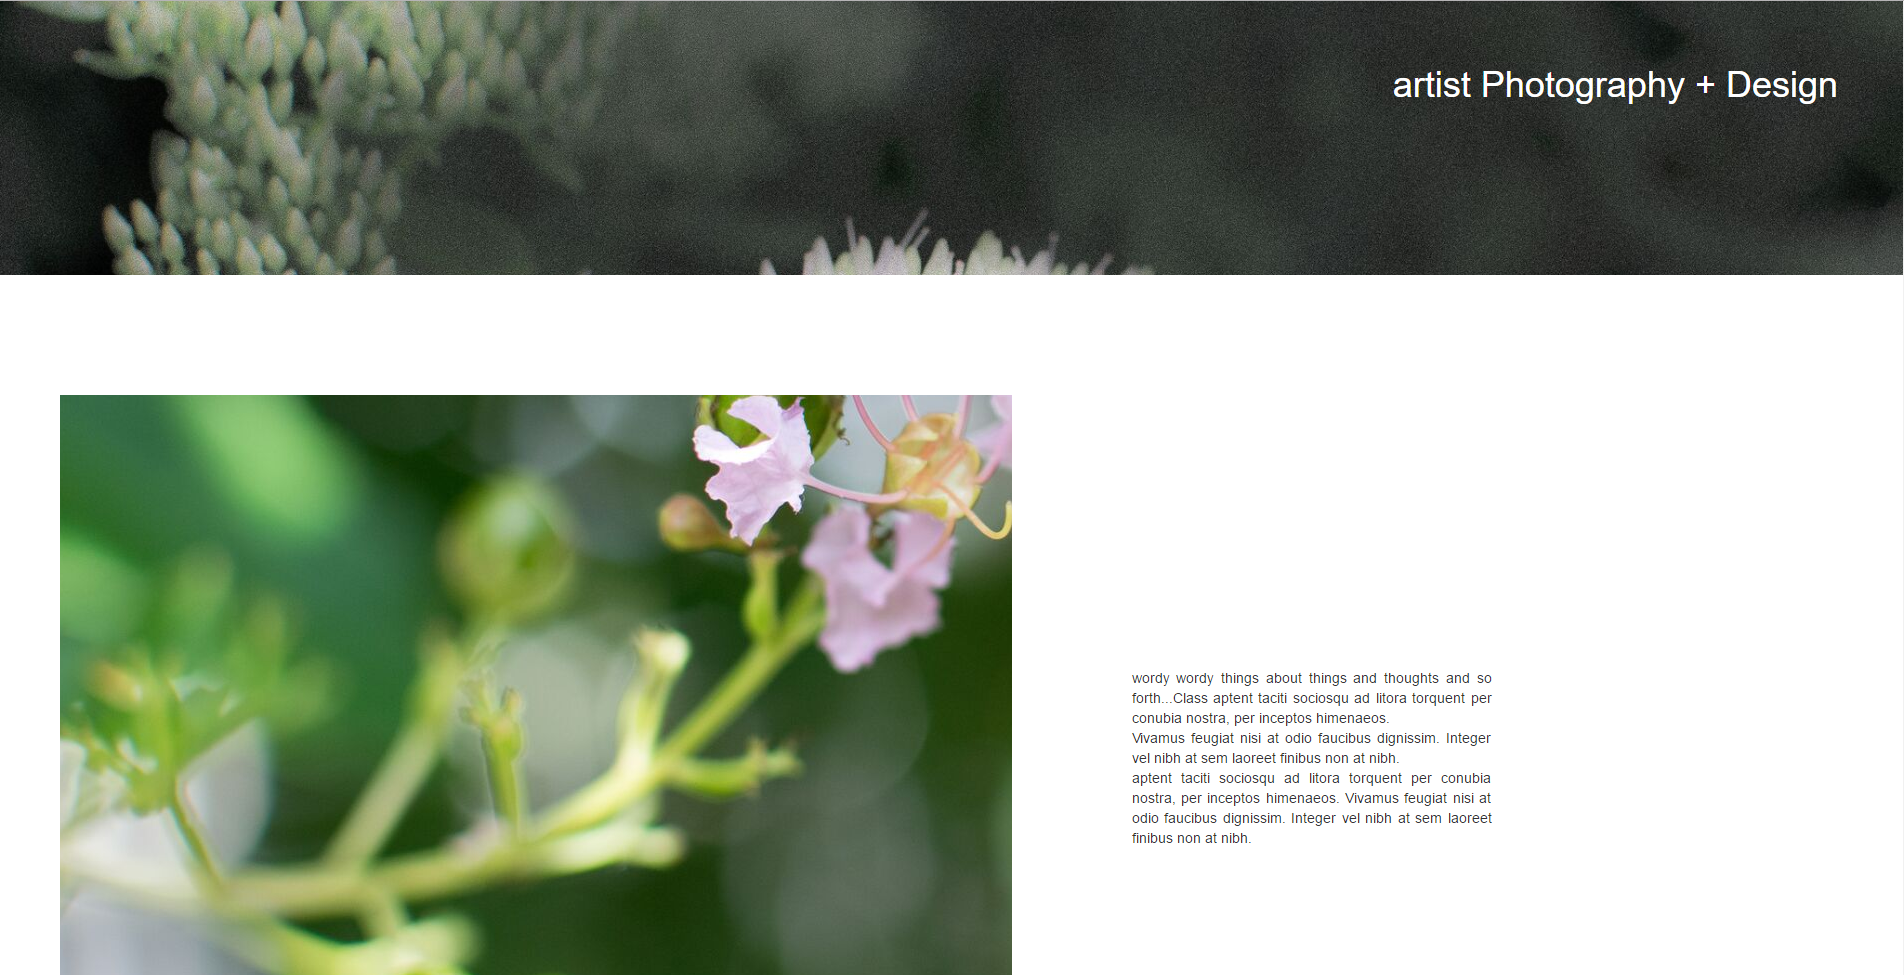 artist Photography + Design
wordy wordy things about things and thoughts and so
forth...Class aptent taciti sociosqu ad litora torquent per
conubia nostra, per inceptos himenaeos.
Vivamus feugiat nisi at odio faucibus dignissim. Integer
vel nibh at sem laoreet finibus non at nibh.
aptent taciti sociosqu ad litora torquent per conubia
nostra, per inceptos himenaeos. Vivamus feugiat nisi at
odio faucibus dignissim. Integer vel nibh at sem laoreet
finibus non at nibh.